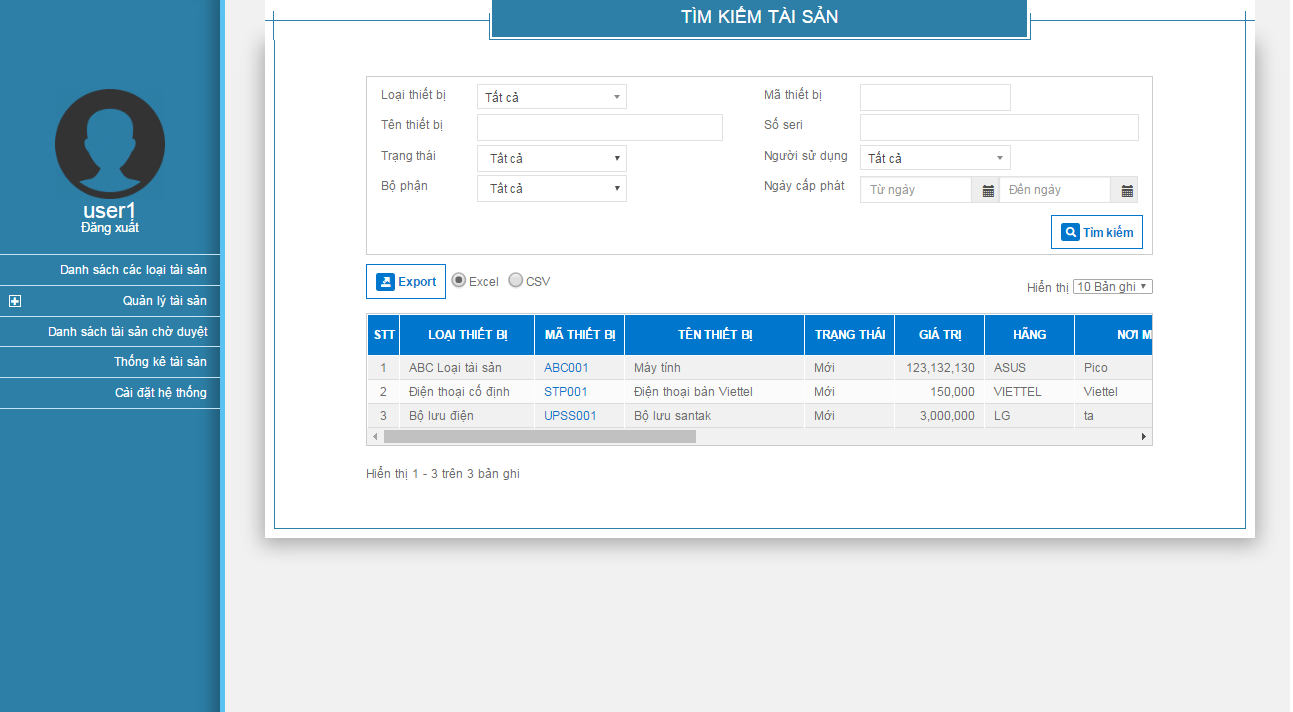 TÌM KIẾM TÀI SẢN
user1
Đăng xuất
Danh sách các loại tài sản
Quản lý tài sản
Danh sách tài sản chờ duyệt
Thống kê tài sản
Cài đặt hệ thống
Loại thiết bị Tất cả Mã thiết bị
Tên thiết bị Số seri
Trạng thái Tất cả Người sử dụng Tất cả
Bộ phận Tất cả Ngày cấp phát Từ ngày Đến ngày
Tìm kiếm
Export Excel CSV Hiển thị 10 Bản ghi
STT LOẠI THIẾT BỊ MÃ THIẾT BỊ TÊN THIẾT BỊ TRẠNG THÁI GIÁ TRỊ HÃNG NƠI M
1 ABC Loại tài sản ABC001 Máy tính Mới 123,132,130 ASUS Pico
2 Điện thoại cố định STP001 Điện thoại bàn Viettel Mới 150,000 VIETTEL Viettel
3 Bộ lưu điện UPSS001 Bộ lưu santak Mới 3,000,000 LG ta
Hiển thị 1 - 3 trên 3 bản ghi